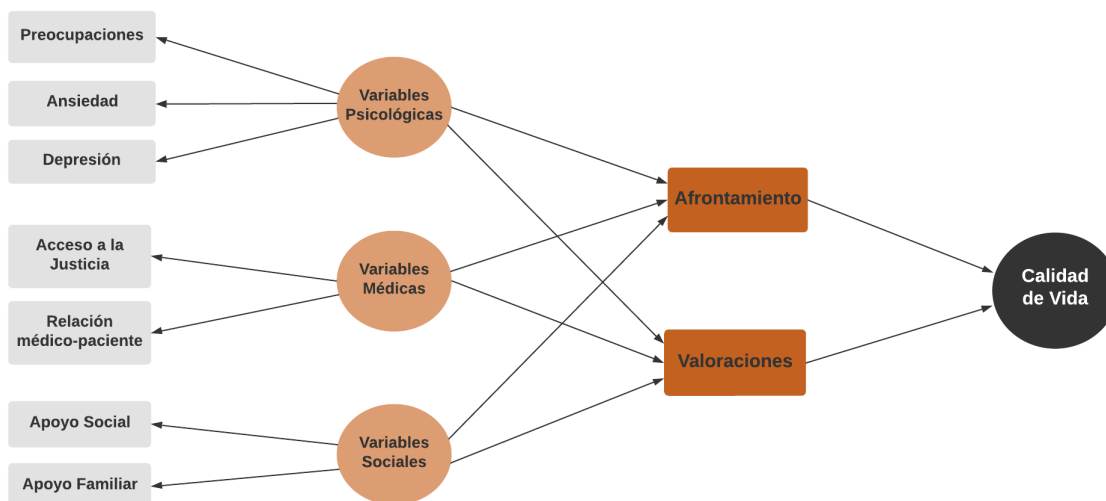 Preocupaciones
Ansiedad
Depresión
Acceso a la
Justicia
Relación
médico-paciente
Apoyo Social
Apoyo Familiar
Variables
Psicológicas
Variables
Médicas
Variables
Sociales
Afrontamiento
Valoraciones
Calidad
de Vida